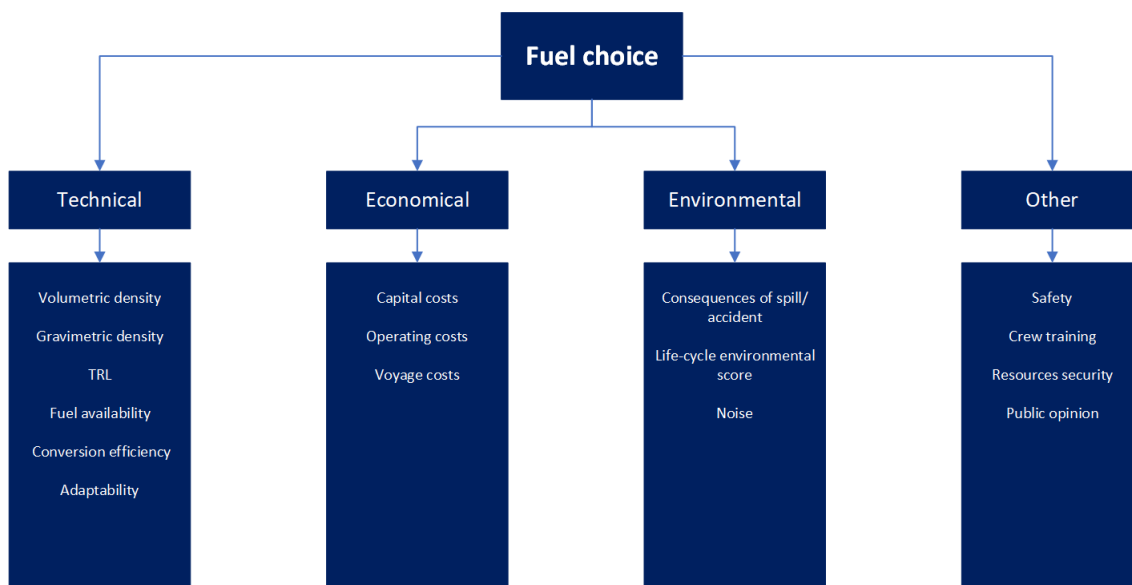 Fuel choice
Technical
Economical
Environmental
Other
Volumetric density
Gravimetric density
TRL
Fuel availability
Conversion efficiency
Adaptability
Capital costs
Operating costs
Voyage costs
Consequences of spill/
accident
Life-cycle environmental
score
Noise
Safety
Crew training
Resources security
Public opinion